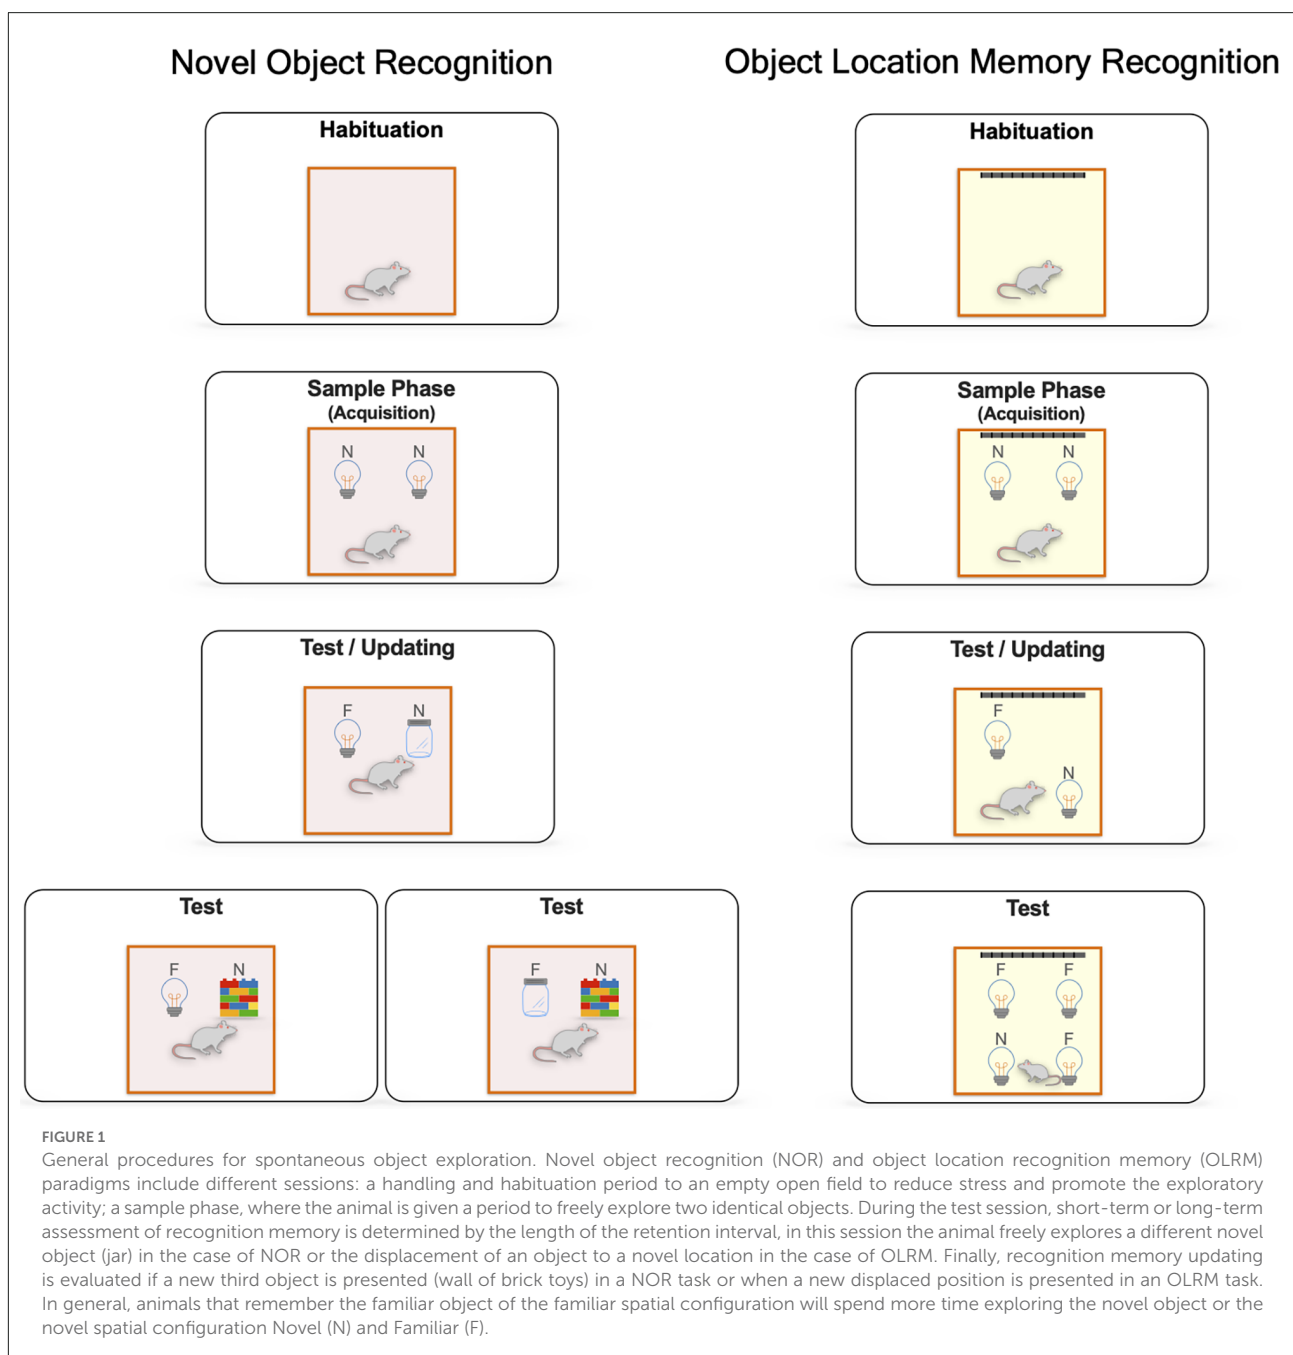 Novel Object Recognition
Object Location Memory Recognition
Habituation
Habituation
Sample Phase
(Acquisition)
N N
Sample Phase
(Acquisition)
N N
Test / Updating
F N
Test / Updating
F
N
Test
F N
Test
F N
Test
F F
N F
FIGURE 1
General procedures for spontaneous object exploration. Novel object recognition (NOR) and object location recognition memory (OLRM)
paradigms include different sessions: a handling and habituation period to an empty open field to reduce stress and promote the exploratory
activity; a sample phase, where the animal is given a period to freely explore two identical objects. During the test session, short-term or long-term
assessment of recognition memory is determined by the length of the retention interval, in this session the animal freely explores a different novel
object (jar) in the case of NOR or the displacement of an object to a novel location in the case of OLRM. Finally, recognition memory updating
is evaluated if a new third object is presented (wall of brick toys) in a NOR task or when a new displaced position is presented in an OLRM task.
In general, animals that remember the familiar object of the familiar spatial configuration will spend more time exploring the novel object or the
novel spatial configuration Novel (N) and Familiar (F).